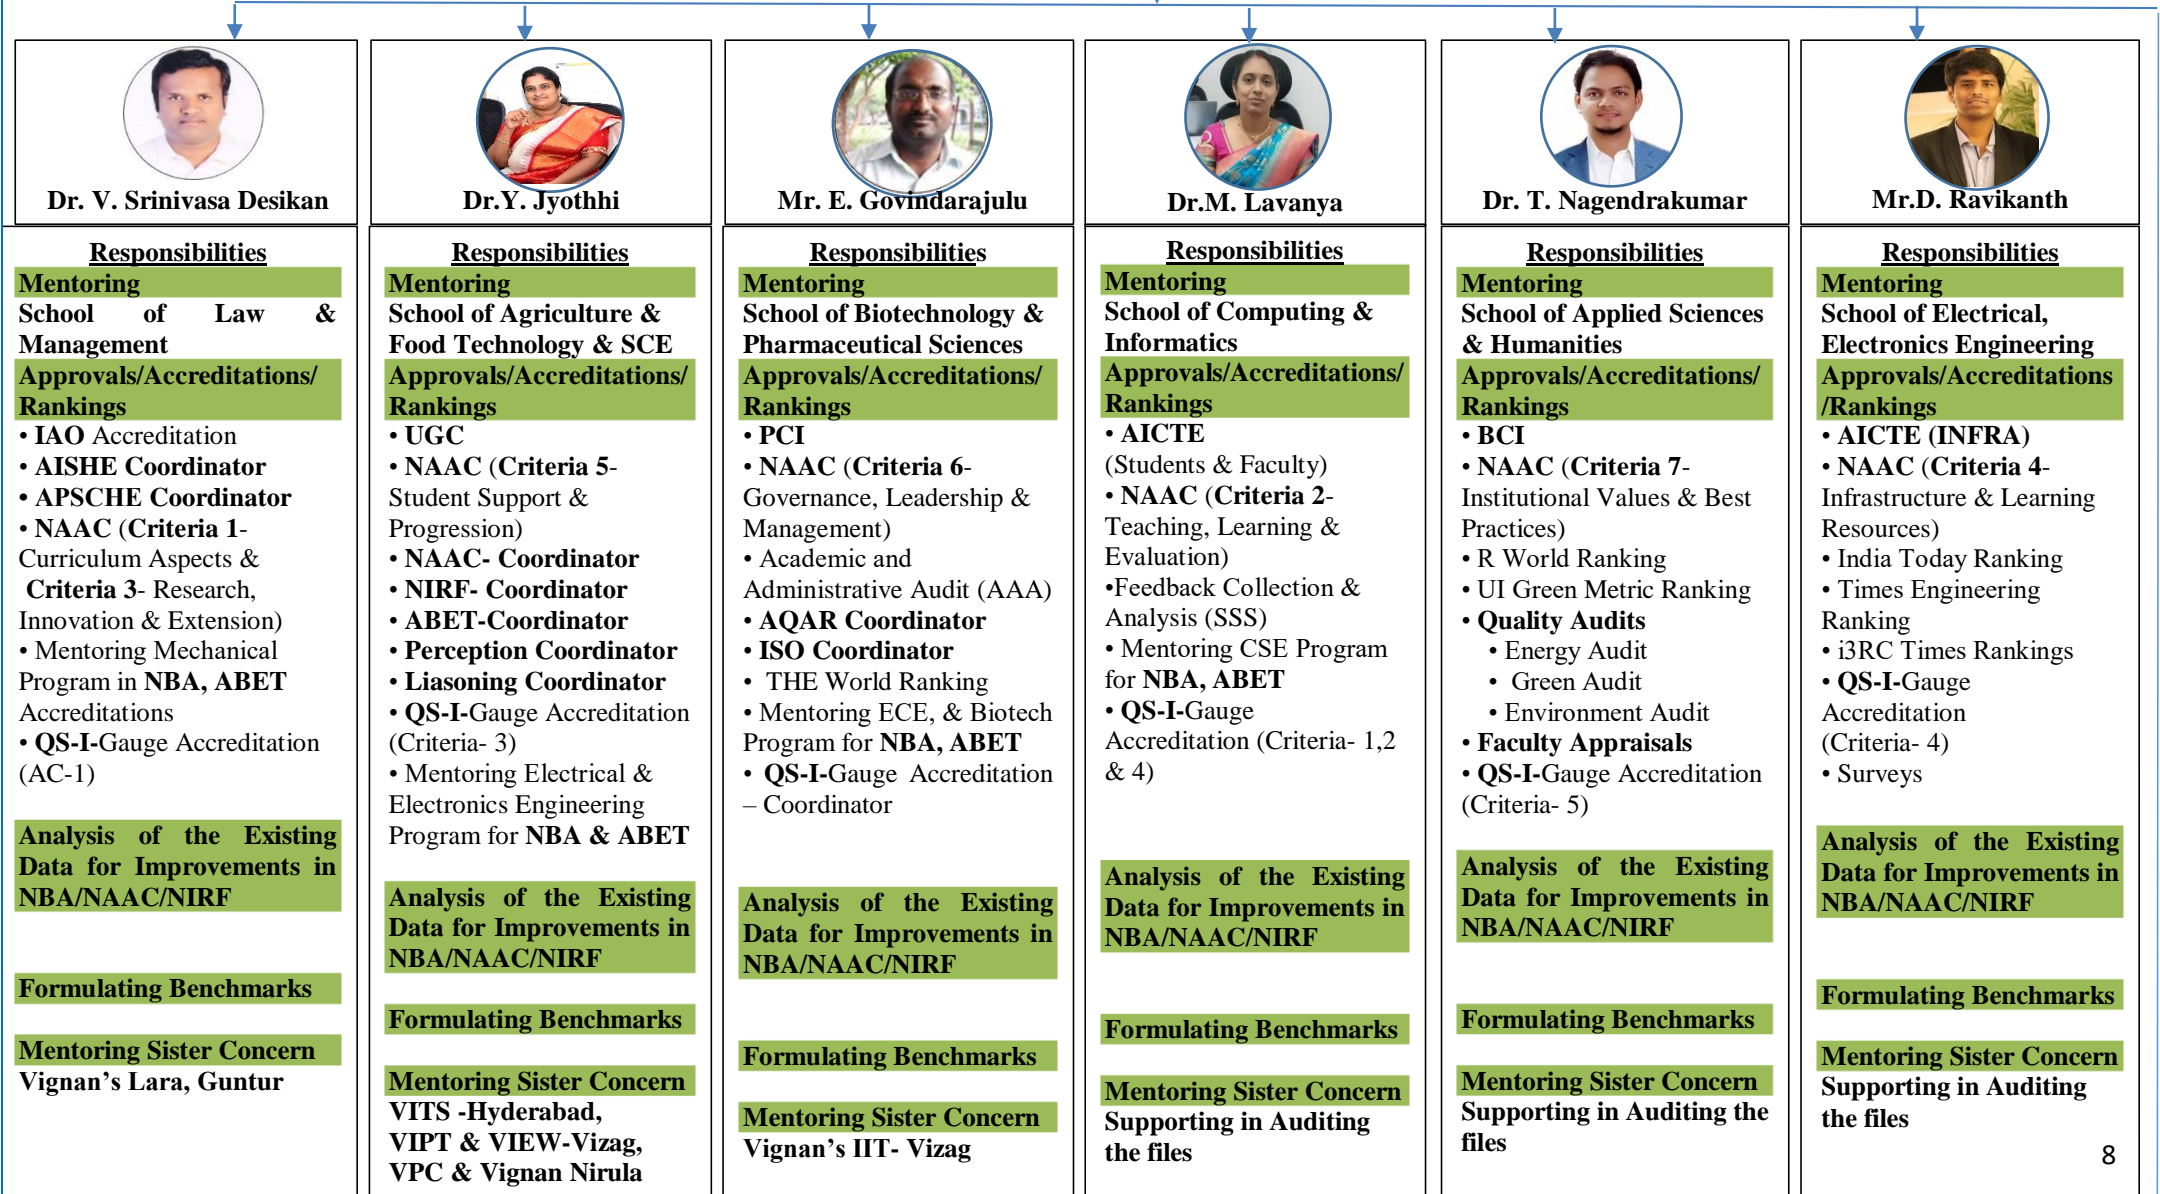 Dr. V. Srinivasa Desikan
Responsibilities
Mentoring
School of Law &
Management
Approvals/Accreditations/
Rankings
• IAO Accreditation
• AISHE Coordinator
• APSCHE Coordinator
• NAAC (Criteria 1-
Curriculum Aspects &
Criteria 3- Research,
Innovation & Extension)
• Mentoring Mechanical
Program in NBA, ABET
Accreditations
• QS-I-Gauge Accreditation
(AC-1)
Analysis of the Existing
Data for Improvements in
NBA/NAAC/NIRF
Formulating Benchmarks
Mentoring Sister Concern
Vignan’s Lara, Guntur
Dr.Y. Jyothhi
Responsibilities
Mentoring
School of Agriculture &
Food Technology & SCE
Approvals/Accreditations/
Rankings
• UGC
• NAAC (Criteria 5-
Student Support &
Progression)
• NAAC- Coordinator
• NIRF- Coordinator
• ABET-Coordinator
• Perception Coordinator
• Liasoning Coordinator
• QS-I-Gauge Accreditation
(Criteria- 3)
• Mentoring Electrical &
Electronics Engineering
Program for NBA & ABET
Analysis of the Existing
Data for Improvements in
NBA/NAAC/NIRF
Formulating Benchmarks
Mentoring Sister Concern
VITS -Hyderabad,
VIPT & VIEW-Vizag,
VPC & Vignan Nirula
Mr. E. Govindarajulu
Responsibilities
Mentoring
School of Biotechnology &
Pharmaceutical Sciences
Approvals/Accreditations/
Rankings
• PCI
• NAAC (Criteria 6-
Governance, Leadership &
Management)
• Academic and
Administrative Audit (AAA)
• AQAR Coordinator
• ISO Coordinator
• THE World Ranking
• Mentoring ECE, & Biotech
Program for NBA, ABET
• QS-I-Gauge Accreditation
– Coordinator
Analysis of the Existing
Data for Improvements in
NBA/NAAC/NIRF
Formulating Benchmarks
Mentoring Sister Concern
Vignan’s IIT- Vizag
Dr.M. Lavanya
Responsibilities
Mentoring
School of Computing &
Informatics
Approvals/Accreditations/
Rankings
• AICTE
(Students & Faculty)
• NAAC (Criteria 2-
Teaching, Learning &
Evaluation)
•Feedback Collection &
Analysis (SSS)
• Mentoring CSE Program
for NBA, ABET
• QS-I-Gauge
Accreditation (Criteria- 1,2
& 4)
Analysis of the Existing
Data for Improvements in
NBA/NAAC/NIRF
Formulating Benchmarks
Mentoring Sister Concern
Supporting in Auditing
the files
Dr. T. Nagendrakumar
Responsibilities
Mentoring
School of Applied Sciences
& Humanities
Approvals/Accreditations/
Rankings
• BCI
• NAAC (Criteria 7-
Institutional Values & Best
Practices)
• R World Ranking
• UI Green Metric Ranking
• Quality Audits
• Energy Audit
• Green Audit
• Environment Audit
• Faculty Appraisals
• QS-I-Gauge Accreditation
(Criteria- 5)
Analysis of the Existing
Data for Improvements in
NBA/NAAC/NIRF
Formulating Benchmarks
Mentoring Sister Concern
Supporting in Auditing the
files
Mr.D. Ravikanth
Responsibilities
Mentoring
School of Electrical,
Electronics Engineering
Approvals/Accreditations
/Rankings
• AICTE (INFRA)
• NAAC (Criteria 4-
Infrastructure & Learning
Resources)
• India Today Ranking
• Times Engineering
Ranking
• i3RC Times Rankings
• QS-I-Gauge
Accreditation
(Criteria- 4)
• Surveys
Analysis of the Existing
Data for Improvements in
NBA/NAAC/NIRF
Formulating Benchmarks
Mentoring Sister Concern
Supporting in Auditing
the files
8